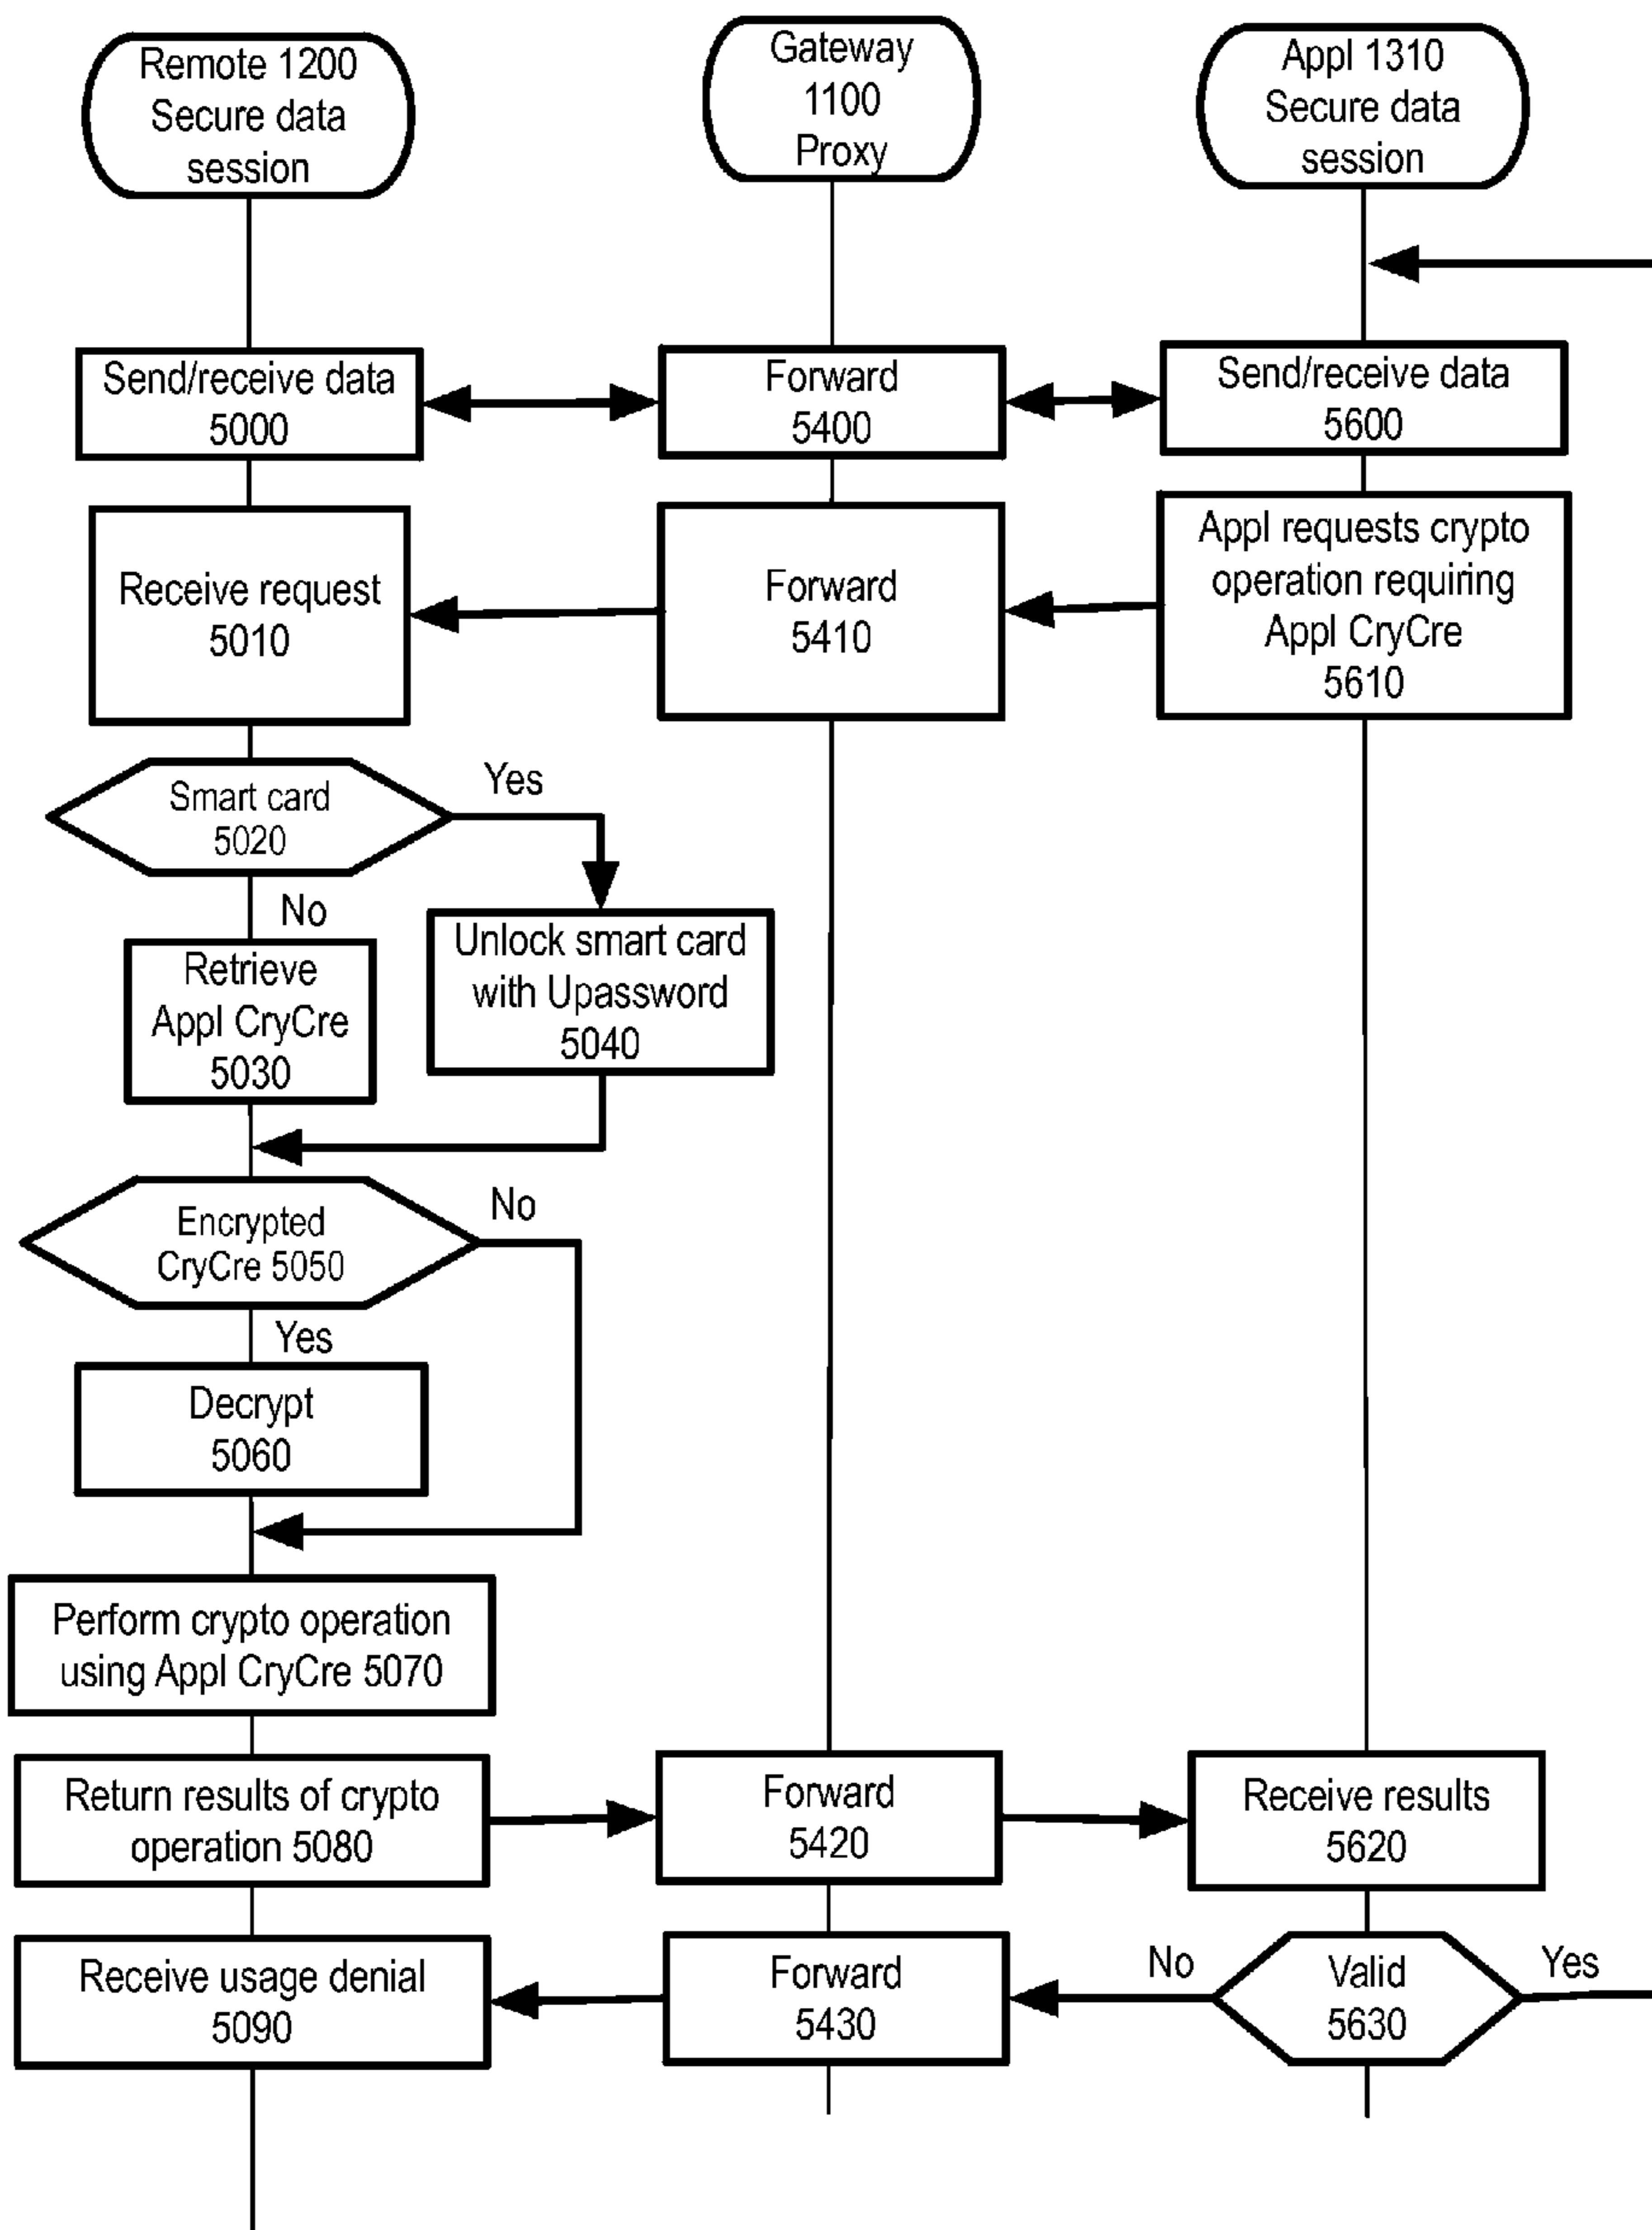 Remote 1200
Secure data
session
Gateway
1100
Proxy
Appl 1310
Secure data
session
Send/receive data
5000
Forward
5400
Send/receive data
5600
Receive request
5010
Forward
5410
Appl requests crypto
operation requiring
Appl CryCre
5610
Smart card
5020
Yes
No
Retrieve
Appl CryCre
5030
Unlock smart card
with Upassword
5040
Encrypted
CryCre 5050
No
Yes
Decrypt
5060
Perform crypto operation
using Appl CryCre 5070
Return results of crypto
operation 5080
Forward
5420
Receive results
5620
Receive usage denial
5090
Forward
5430
No
Valid
5630
Yes